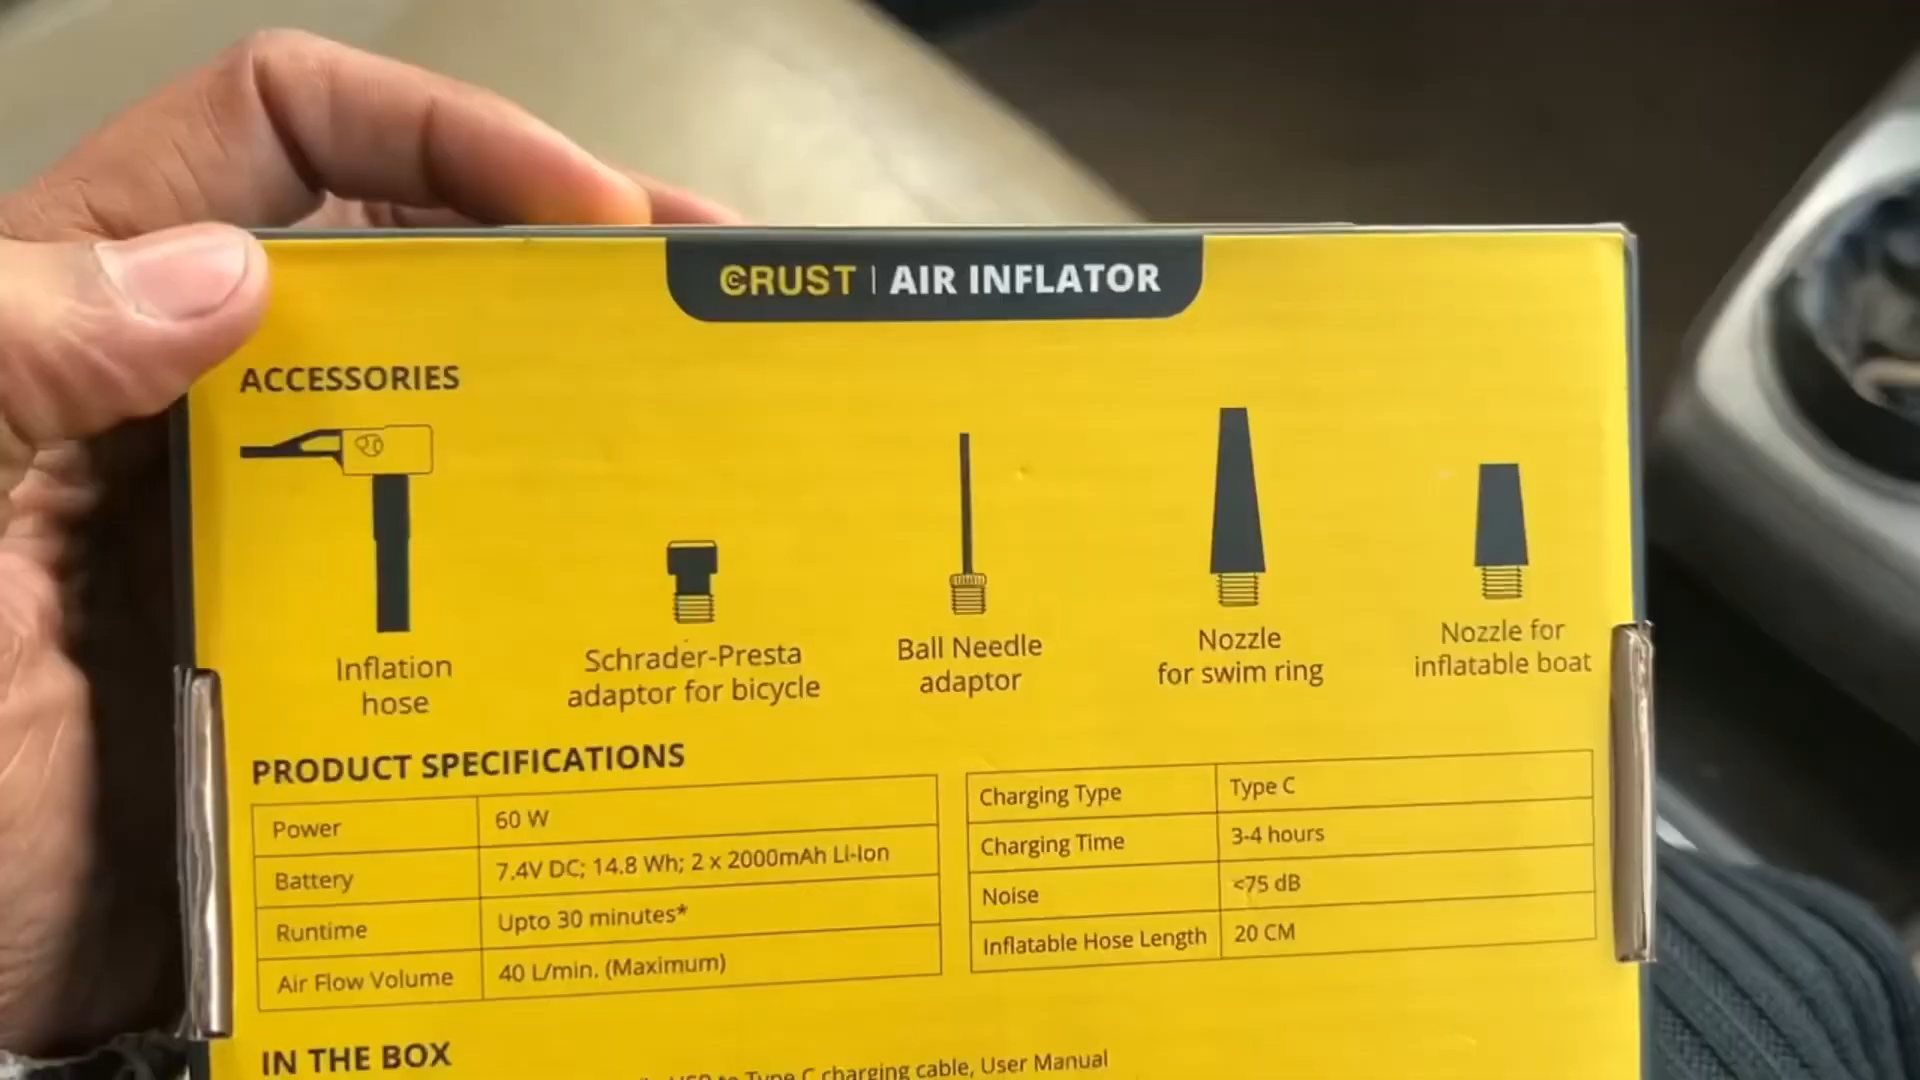 CRUST | AIR INFLATOR
ACCESSORIES
Inflation
hose
Schrader-Presta
adaptor for bicycle
Ball Needle
adaptor
Nozzle
for swim ring
Nozzle for
inflatable boat
PRODUCT SPECIFICATIONS
Power 60 W
Battery 7.4V DC; 14.8 Wh; 2 x 2000mAh Li-Ion
Runtime Upto 30 minutes*
Air Flow Volume 40 L/min. (Maximum)
Charging Type Type C
Charging Time 3-4 hours
Noise <75 dB
Inflatable Hose Length 20 CM
IN THE BOX
USB to Type C charging cable, User Manual